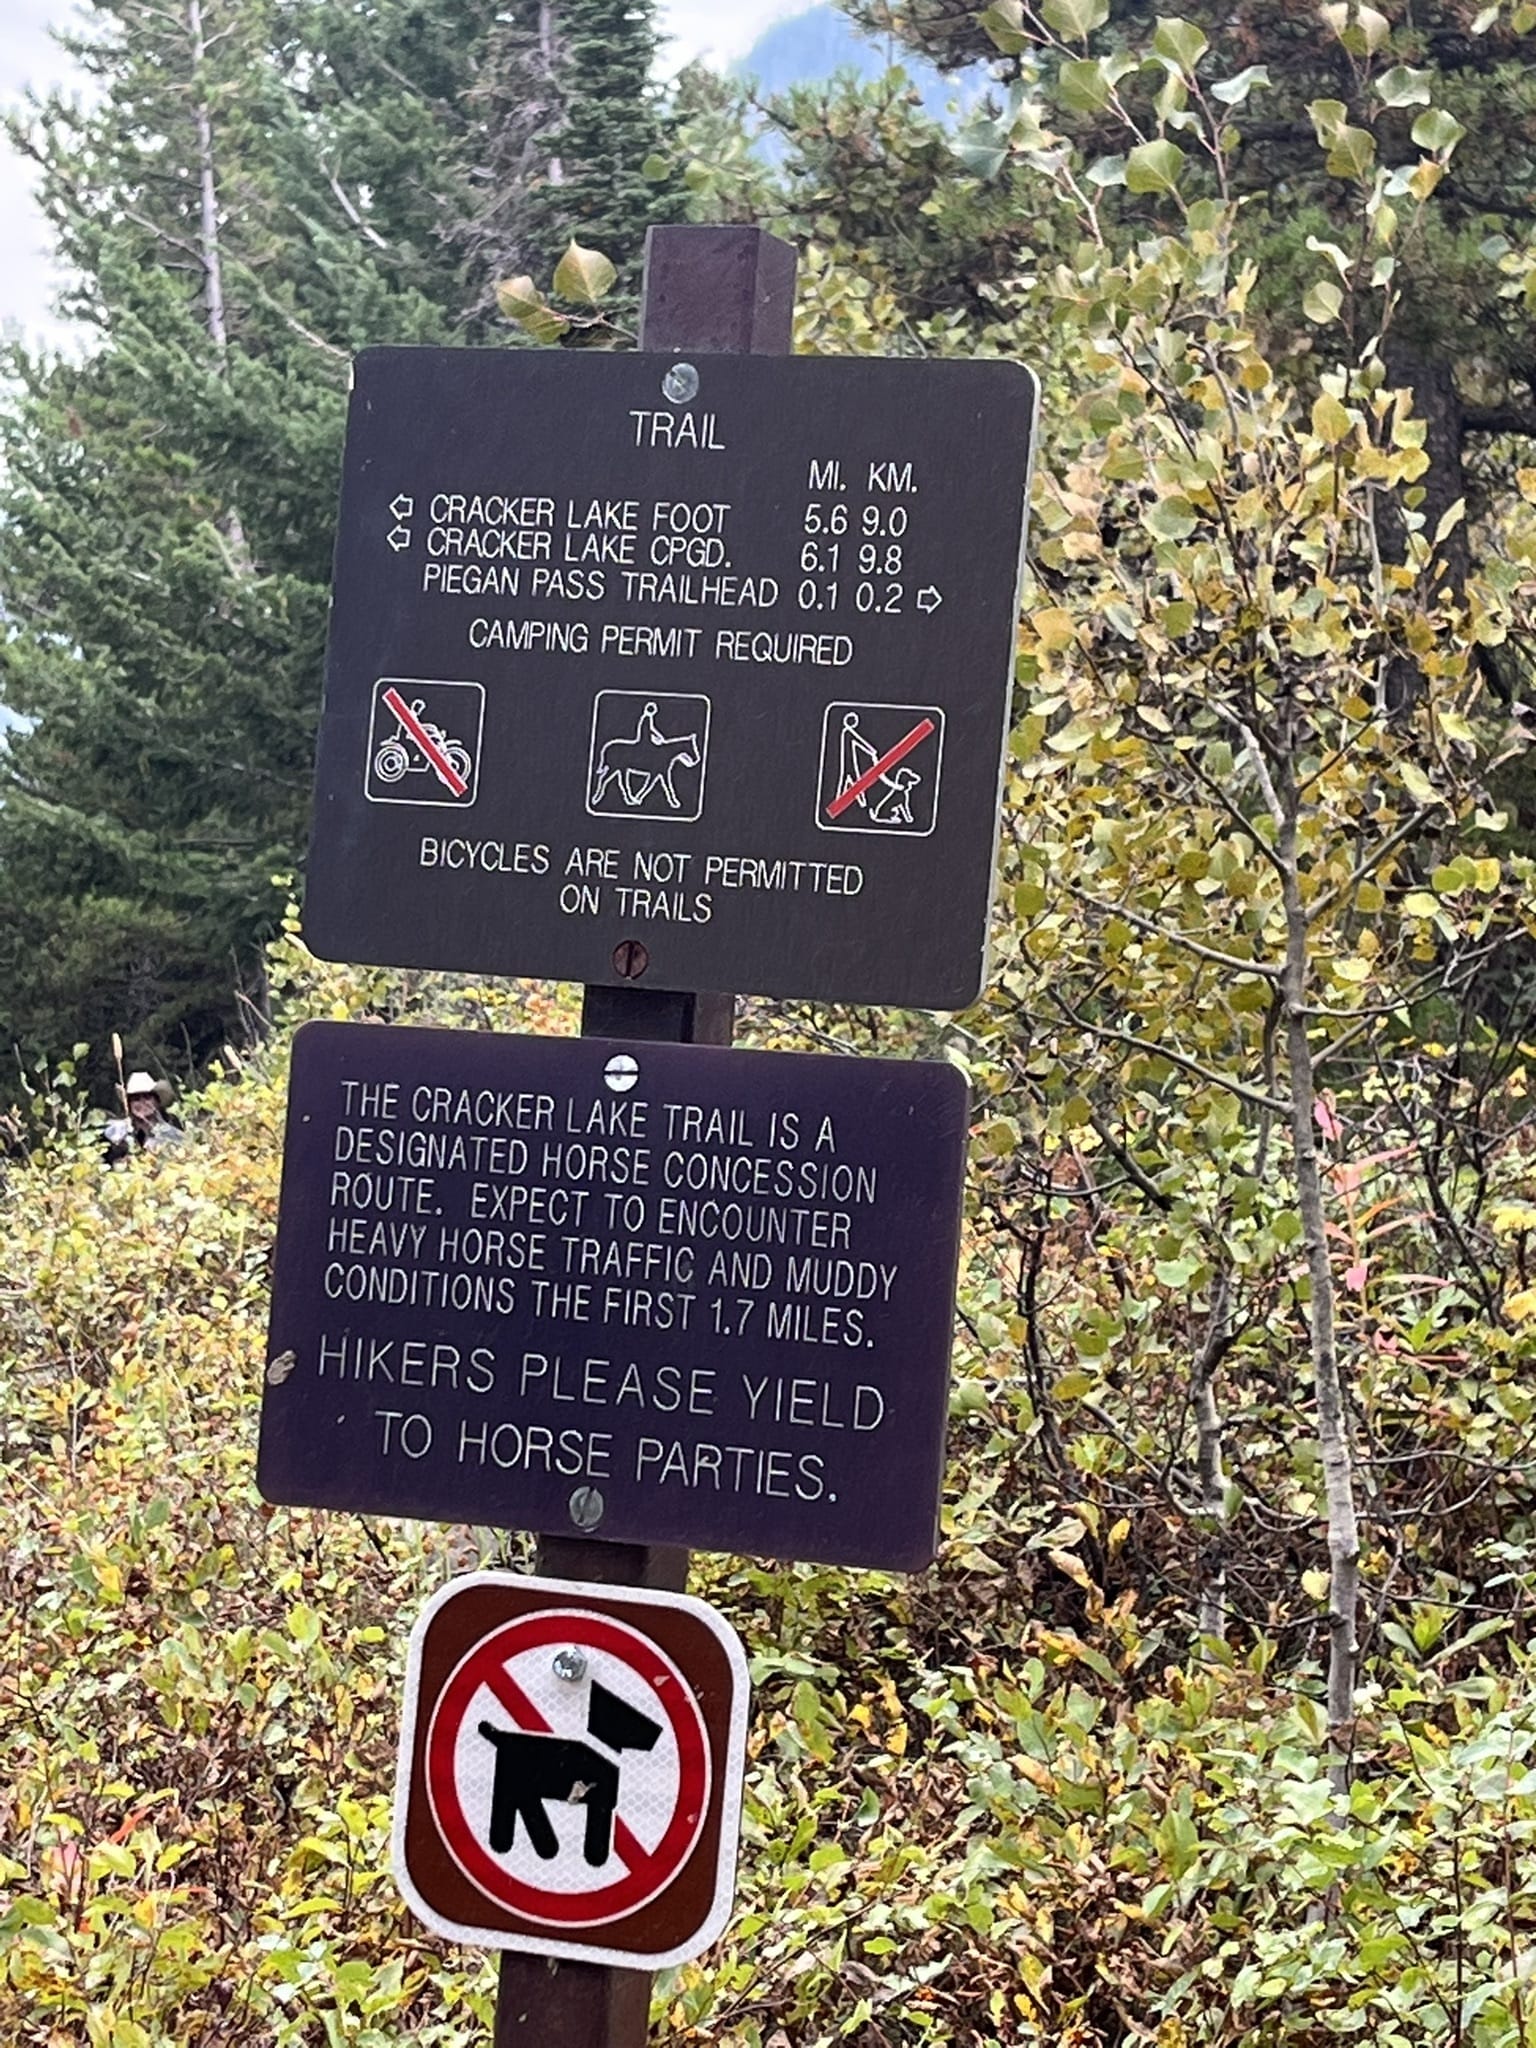 TRAIL
MI. KM.
⇦ CRACKER LAKE FOOT 5.6 9.0
⇦ CRACKER LAKE CPGD. 6.1 9.8
PIEGAN PASS TRAILHEAD 0.1 0.2 ⇨
CAMPING PERMIT REQUIRED
BICYCLES ARE NOT PERMITTED
ON TRAILS
THE CRACKER LAKE TRAIL IS A
DESIGNATED HORSE CONCESSION
ROUTE. EXPECT TO ENCOUNTER
HEAVY HORSE TRAFFIC AND MUDDY
CONDITIONS THE FIRST 1.7 MILES.
HIKERS PLEASE YIELD
TO HORSE PARTIES.